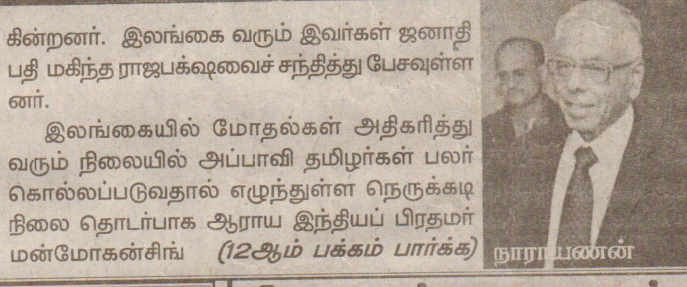 கின்றனர். இலங்கை வரும் இவர்கள் ஜனாதி
பதி மகிந்த ராஜபக்ஷவைச் சந்தித்து பேசவுள்ள
னர்.
இலங்கையில் மோதல்கள் அதிகரித்து
வரும் நிலையில் அப்பாவி தமிழர்கள் பலர்
கொல்லப்படுவதால் எழுந்துள்ள நெருக்கடி
நிலை தொடர்பாக ஆராய இந்தியப் பிரதமர்
மன்மோகன்சிங் (12ஆம் பக்கம் பார்க்க)
நாராயணன்